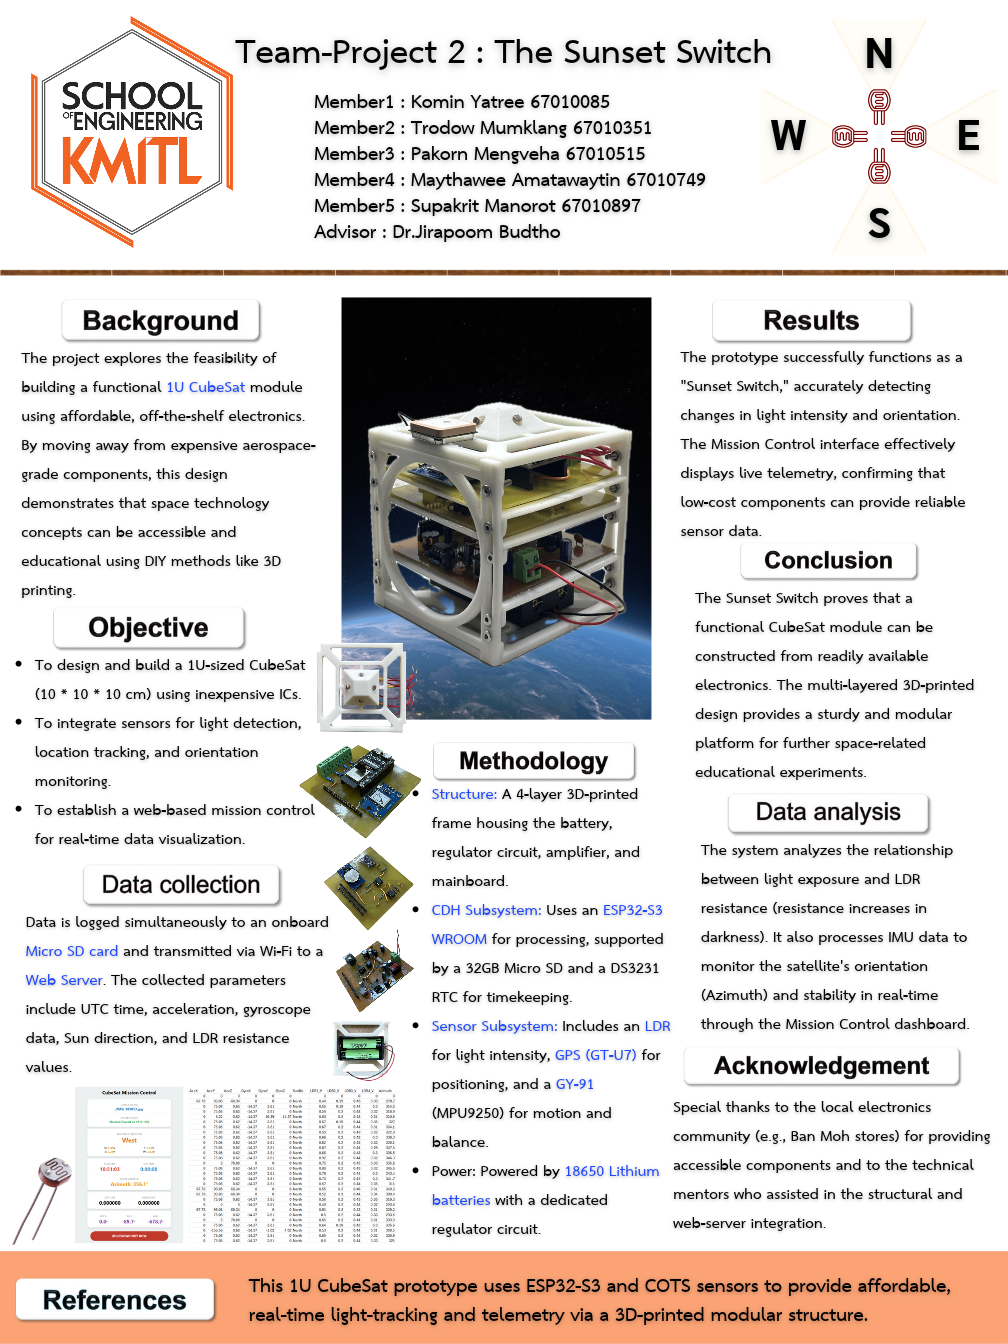 SCHOOL
OF ENGINEERING
KMITL
Team-Project 2 : The Sunset Switch
Member1 : Komin Yatree 67010085
Member2 : Trodow Mumklang 67010351
Member3 : Pakorn Mengveha 67010515
Member4 : Maythawee Amatawaytin 67010749
Member5 : Supakrit Manorot 67010897
Advisor : Dr.Jirapoom Budtho
N
W E
S
Background
The project explores the feasibility of
building a functional 1U CubeSat module
using affordable, off-the-shelf electronics.
By moving away from expensive aerospace-
grade components, this design
demonstrates that space technology
concepts can be accessible and
educational using DIY methods like 3D
printing.
Objective
• To design and build a 1U-sized CubeSat
(10 * 10 * 10 cm) using inexpensive ICs.
• To integrate sensors for light detection,
location tracking, and orientation
monitoring.
• To establish a web-based mission control
for real-time data visualization.
Data collection
Data is logged simultaneously to an onboard
Micro SD card and transmitted via Wi-Fi to a
Web Server. The collected parameters
include UTC time, acceleration, gyroscope
data, Sun direction, and LDR resistance
values.
CubeSat Mission Control
West
Methodology
• Structure: A 4-layer 3D-printed
frame housing the battery,
regulator circuit, amplifier, and
mainboard.
• CDH Subsystem: Uses an ESP32-S3
WROOM for processing, supported
by a 32GB Micro SD and a DS3231
RTC for timekeeping.
• Sensor Subsystem: Includes an LDR
for light intensity, GPS (GT-U7) for
positioning, and a GY-91
(MPU9250) for motion and
balance.
• Power: Powered by 18650 Lithium
batteries with a dedicated
regulator circuit.
Results
The prototype successfully functions as a
"Sunset Switch," accurately detecting
changes in light intensity and orientation.
The Mission Control interface effectively
displays live telemetry, confirming that
low-cost components can provide reliable
sensor data.
Conclusion
The Sunset Switch proves that a
functional CubeSat module can be
constructed from readily available
electronics. The multi-layered 3D-printed
design provides a sturdy and modular
platform for further space-related
educational experiments.
Data analysis
The system analyzes the relationship
between light exposure and LDR
resistance (resistance increases in
darkness). It also processes IMU data to
monitor the satellite's orientation
(Azimuth) and stability in real-time
through the Mission Control dashboard.
Acknowledgement
Special thanks to the local electronics
community (e.g., Ban Moh stores) for providing
accessible components and to the technical
mentors who assisted in the structural and
web-server integration.
References
This 1U CubeSat prototype uses ESP32-S3 and COTS sensors to provide affordable,
real-time light-tracking and telemetry via a 3D-printed modular structure.